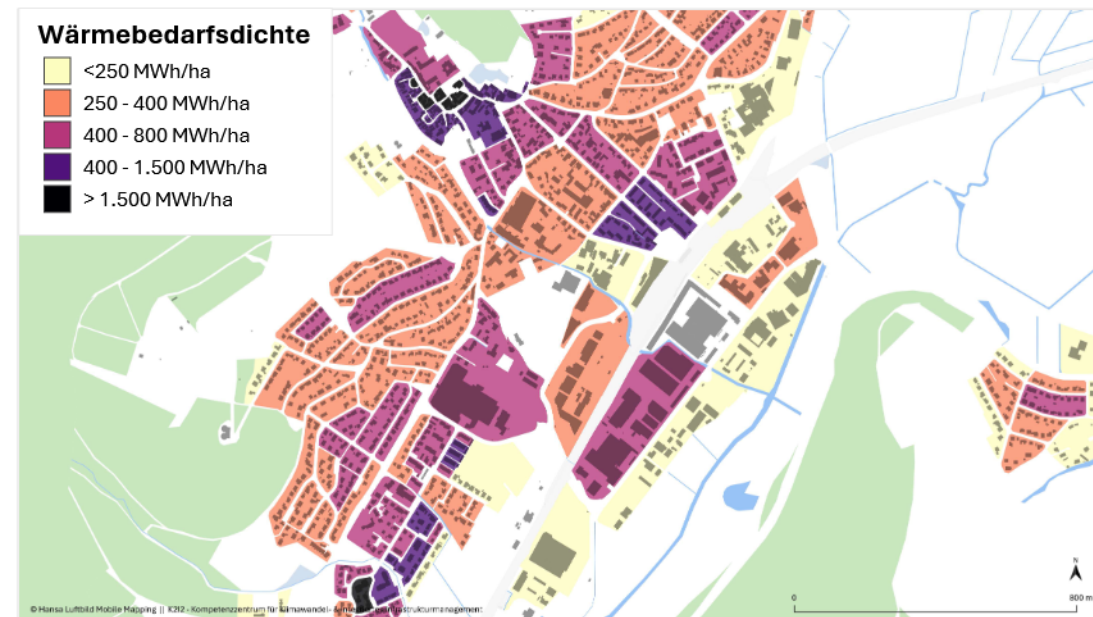 Wärmebedarfsdichte
<250 MWh/ha
250 - 400 MWh/ha
400 - 800 MWh/ha
400 - 1.500 MWh/ha
> 1.500 MWh/ha
N
0 800 m
© Hansa Luftbild Mobile Mapping || K2I2 - Kompetenzzentrum für Klimawandel-